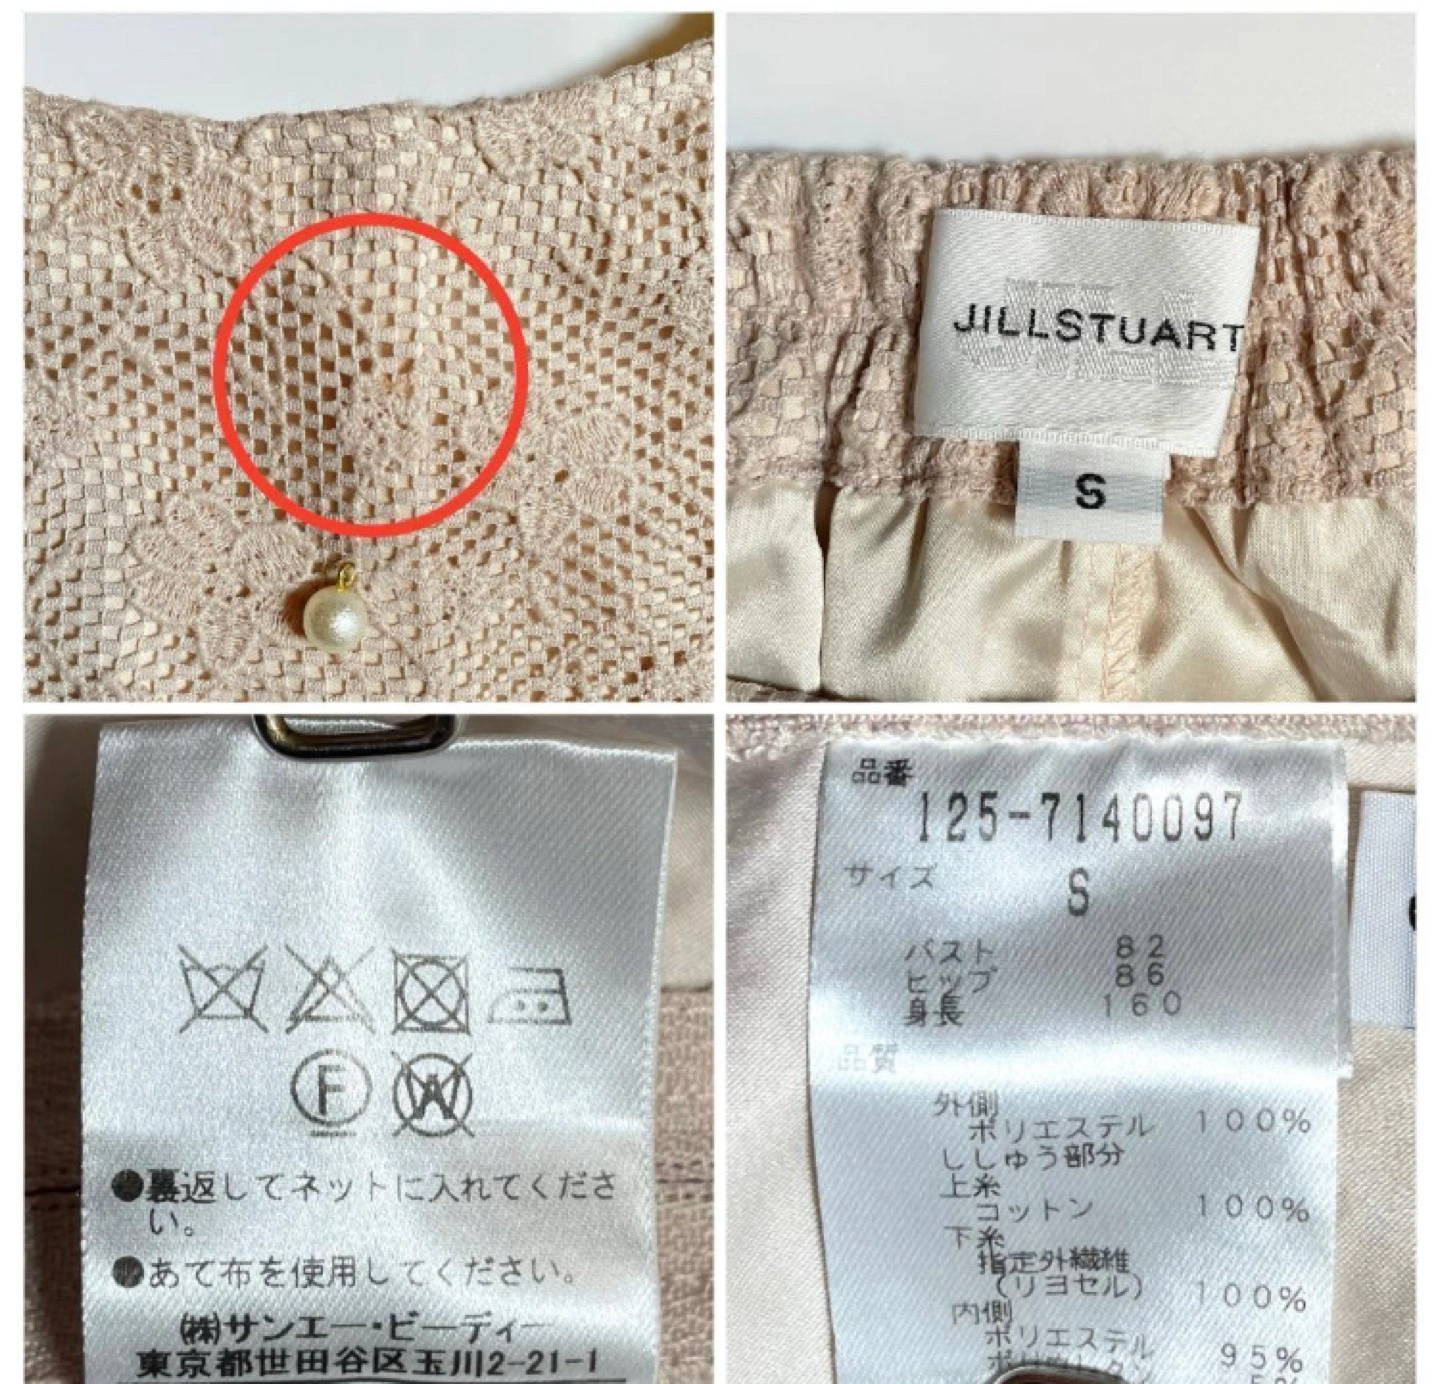 JILLSTUART
S
F
W
●裏返してネットに入れてくださ
い。
●あて布を使用してください。
㈱サンエー・ビーディー
東京都世田谷区玉川2-21-1
品番
125-7140097
サイズ
S
バスト 82
ヒップ 86
身長 160
品質
外側
ポリエステル 100%
ししゅう部分
上糸
コットン 100%
下糸
指定外繊維
(リヨセル) 100%
内側
ポリエステル 95%